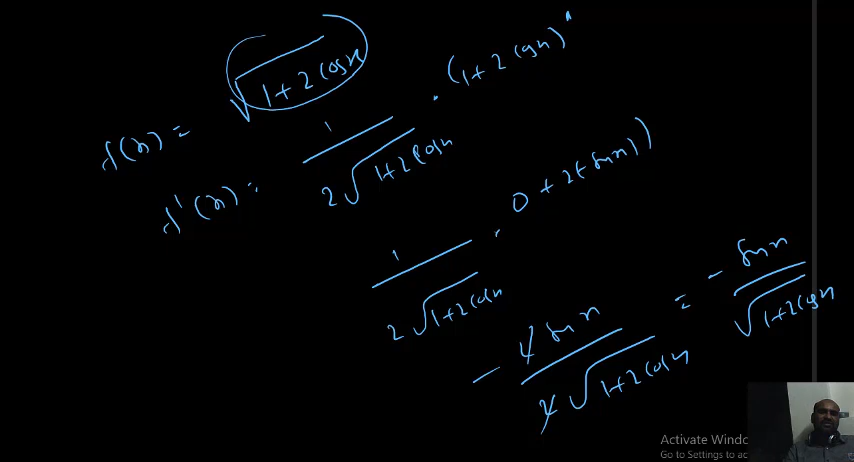 f(x) = √(1+2cosx)
f'(x) = 1/(2√(1+2cosx)) · (1+2cosx)'
1/(2√(1+2cosx)) · 0+2(-sinx))
- 2sinx/(2√(1+2cosx)) = - sinx/√(1+2cosx)
Activate Windo
Go to Settings to ac